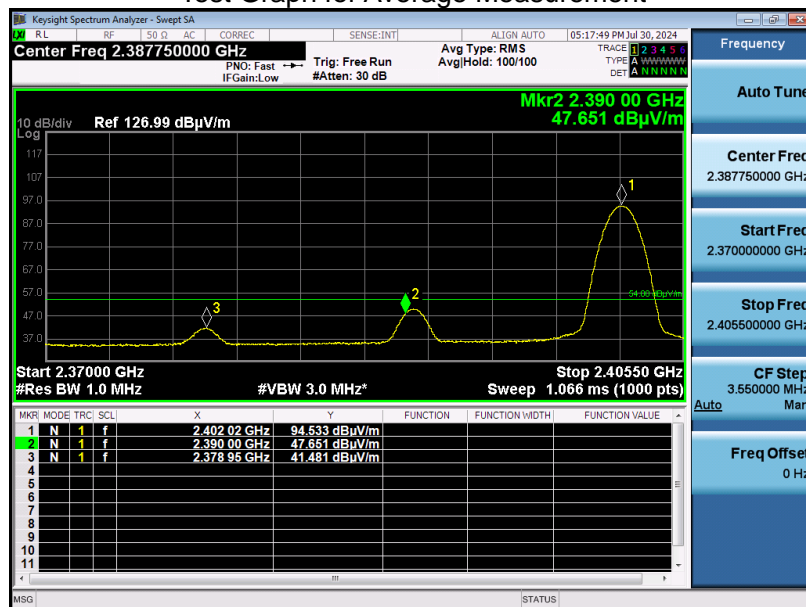 Test Graph for Average Measurement
Keysight Spectrum Analyzer - Swept SA
LXI RL RF 50 Ω AC CORREC SENSE:INT ALIGN AUTO 05:17:49 PM Jul 30, 2024
Center Freq 2.387750000 GHz
PNO: Fast
IFGain:Low
Trig: Free Run
#Atten: 30 dB
Avg Type: RMS
Avg|Hold: 100/100
TRACE 1 2 3 4 5 6
TYPE A WWWWW
DET A N N N N N
Mkr2 2.390 00 GHz
47.651 dBµV/m
10 dB/div Ref 126.99 dBµV/m
Log
117
107
97.0
87.0
77.0
67.0
57.0
47.0
37.0
1
2
3
54.00 dBµV/m
Start 2.37000 GHz Stop 2.40550 GHz
#Res BW 1.0 MHz #VBW 3.0 MHz* Sweep 1.066 ms (1000 pts)
MKR MODE TRC SCL X Y FUNCTION FUNCTION WIDTH FUNCTION VALUE
1 N 1 f 2.402 02 GHz 94.533 dBµV/m
2 N 1 f 2.390 00 GHz 47.651 dBµV/m
3 N 1 f 2.378 95 GHz 41.481 dBµV/m
4
5
6
7
8
9
10
11
MSG STATUS
Frequency
Auto Tune
Center Freq
2.387750000 GHz
Start Freq
2.370000000 GHz
Stop Freq
2.405500000 GHz
CF Step
3.550000 MHz
Auto Man
Freq Offset
0 Hz